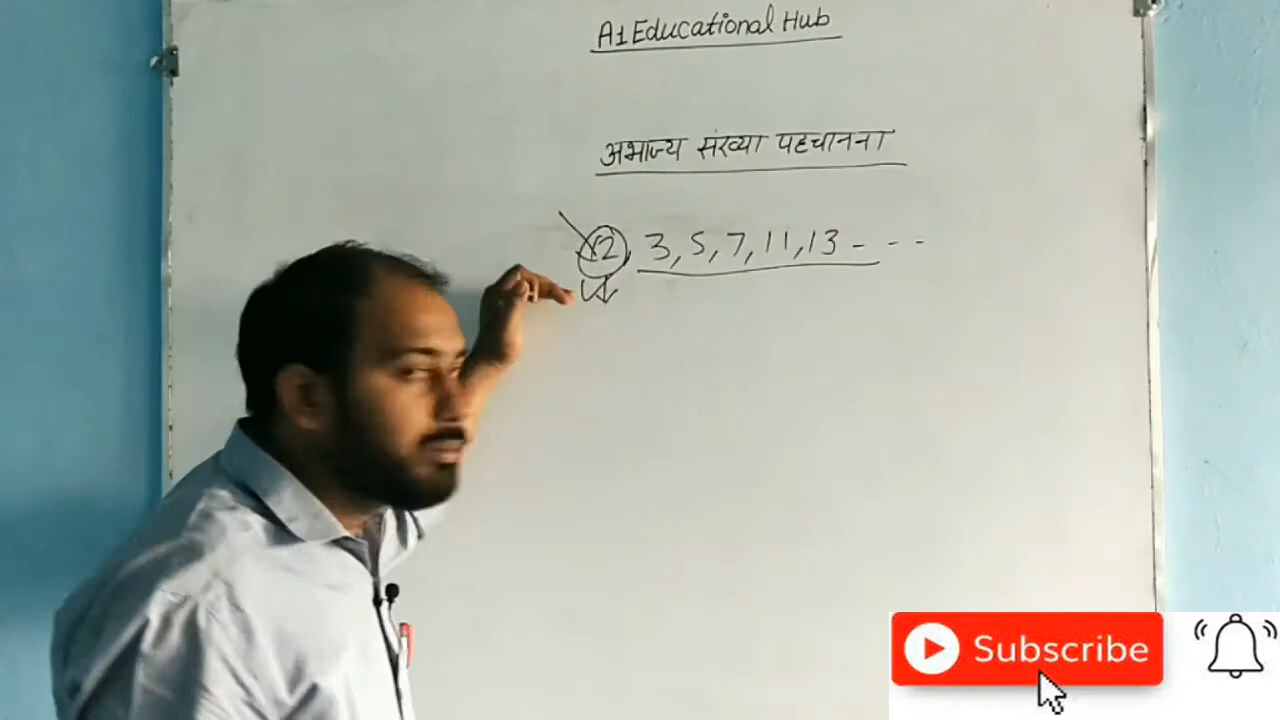 A1 Educational Hub
अभाज्य संख्या पहचानना
2, 3, 5, 7, 11, 13 - - -
Subscribe